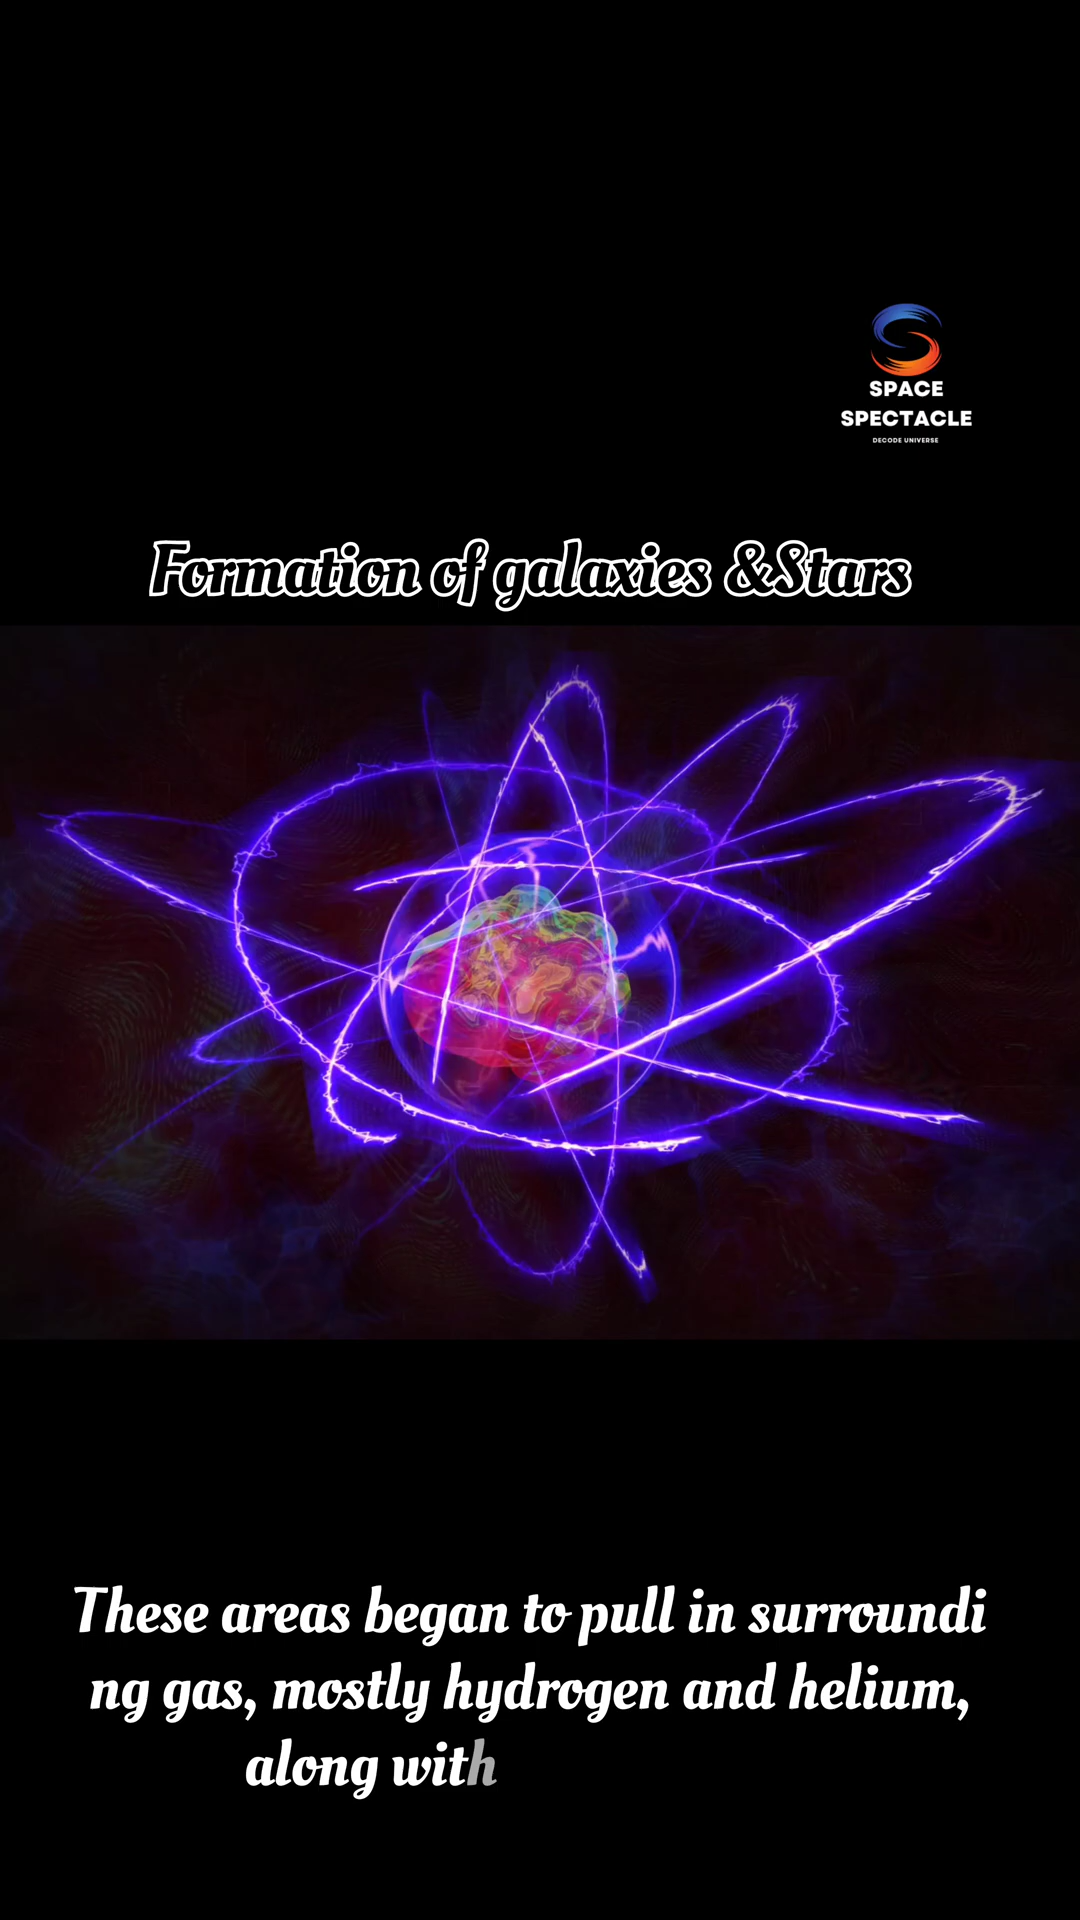 SPACE
SPECTACLE
DECODE UNIVERSE
Formation of galaxies &Stars
These areas began to pull in surroundi
ng gas, mostly hydrogen and helium,
along with